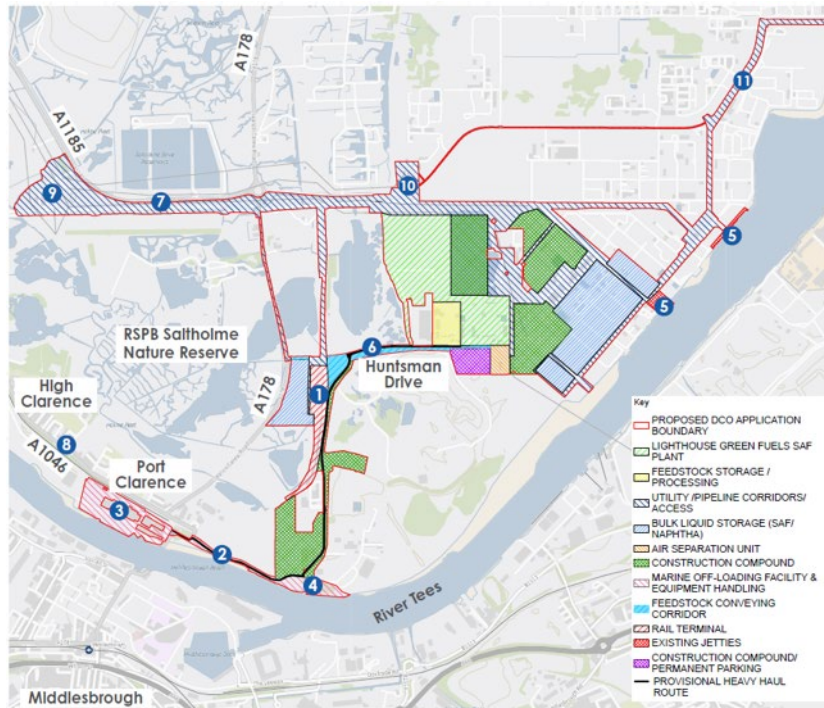 A178
A1185
11
10
9
7
5
5
RSPB Saltholme
Nature Reserve
6
Huntsman
Drive
A178
1
High
Clarence
8
A1046
Port
Clarence
3
2
4
River Tees
Middlesbrough
Key
PROPOSED DCO APPLICATION
BOUNDARY
LIGHTHOUSE GREEN FUELS SAF
PLANT
FEEDSTOCK STORAGE /
PROCESSING
UTILITY /PIPELINE CORRIDORS/
ACCESS
BULK LIQUID STORAGE (SAF/
NAPHTHA)
AIR SEPARATION UNIT
CONSTRUCTION COMPOUND
MARINE OFF-LOADING FACILITY &
EQUIPMENT HANDLING
FEEDSTOCK CONVEYING
CORRIDOR
RAIL TERMINAL
EXISTING JETTIES
CONSTRUCTION COMPOUND/
PERMANENT PARKING
PROVISIONAL HEAVY HAUL
ROUTE